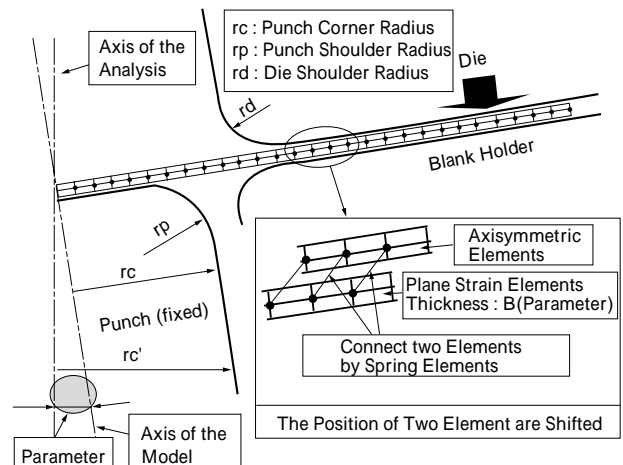 Axis of the
Analysis
rc : Punch Corner Radius
rp : Punch Shoulder Radius
rd : Die Shoulder Radius
Die
rd
Blank Holder
rp
rc
Punch (fixed)
rc'
Axisymmetric
Elements
Plane Strain Elements
Thickness : B(Parameter)
Connect two Elements
by Spring Elements
The Position of Two Element are Shifted
Parameter
Axis of the
Model